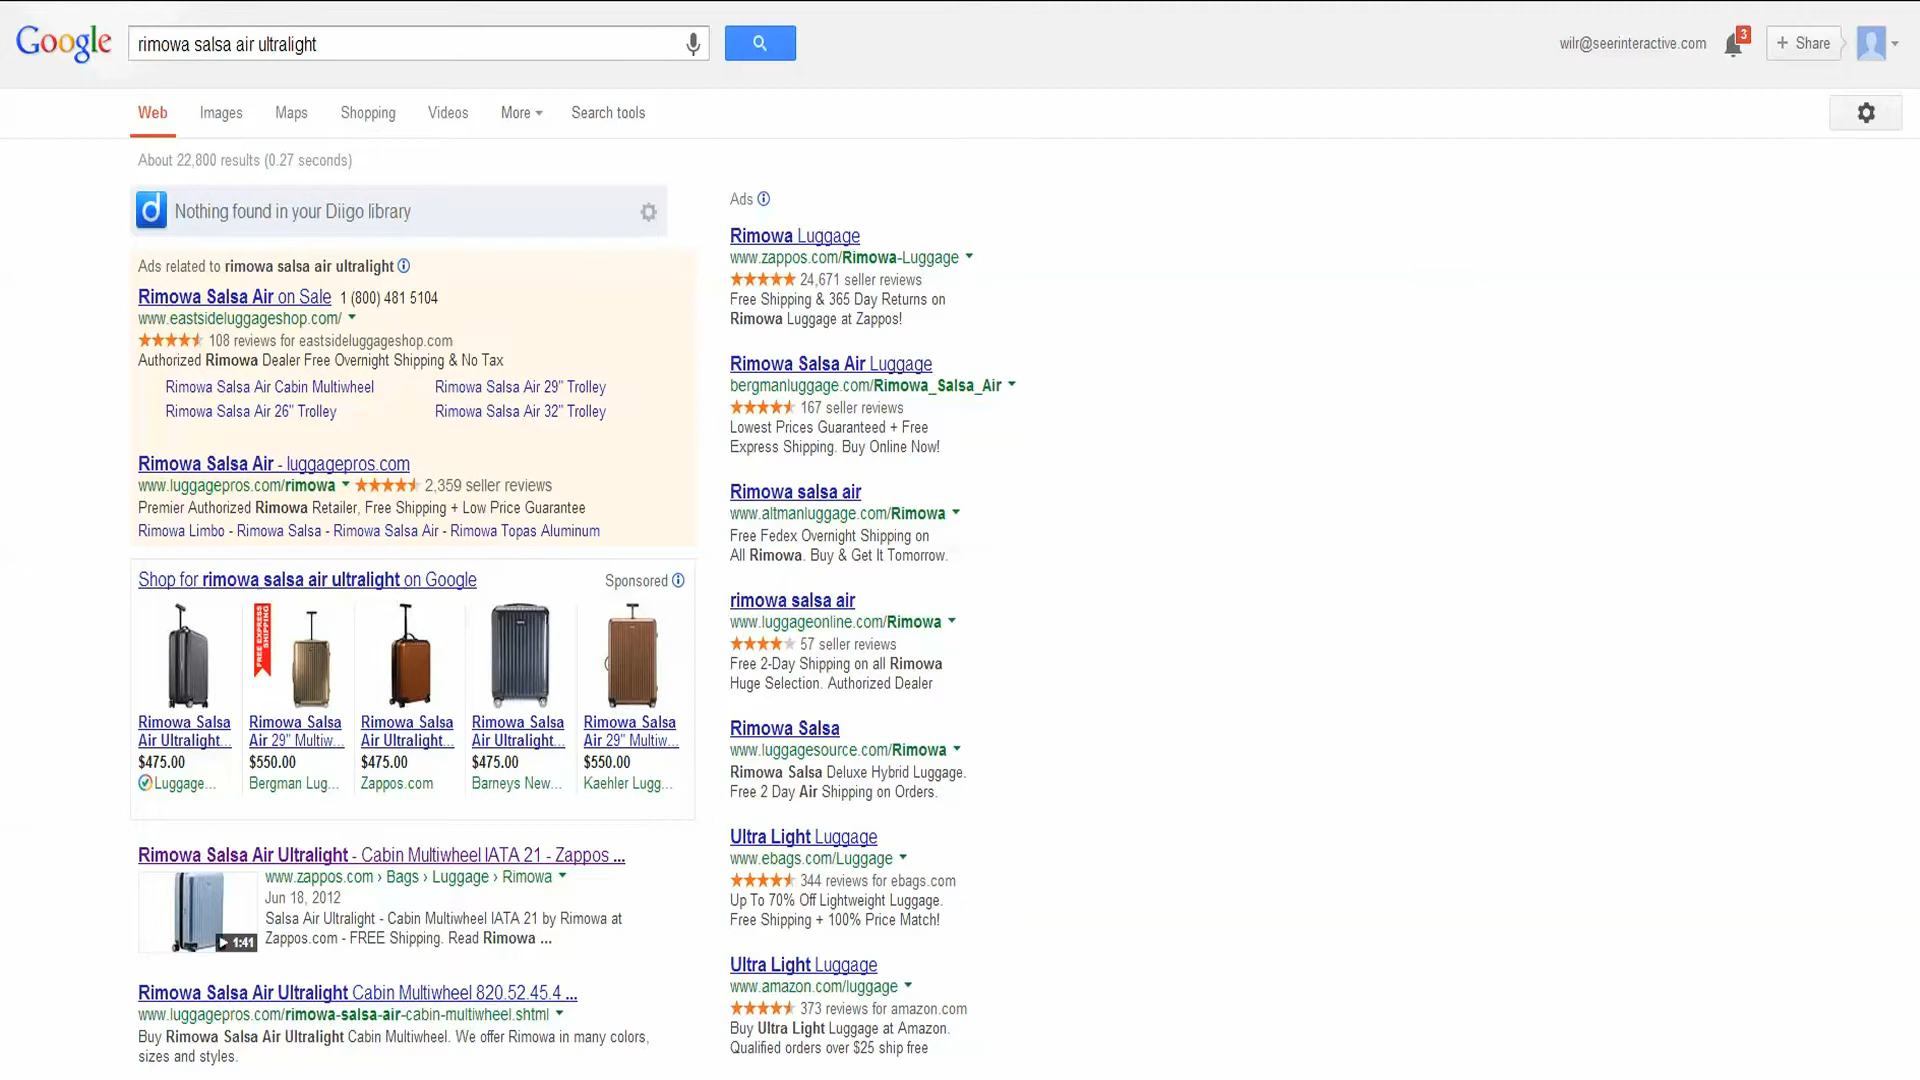 Google
rimowa salsa air ultralight
wilr@seerinteractive.com
3
+ Share
Web
Images
Maps
Shopping
Videos
More
Search tools
About 22,800 results (0.27 seconds)
d
Nothing found in your Diigo library
Ads related to rimowa salsa air ultralight
Rimowa Salsa Air on Sale 1 (800) 481 5104
www.eastsideluggageshop.com/
108 reviews for eastsideluggageshop.com
Authorized Rimowa Dealer Free Overnight Shipping & No Tax
Rimowa Salsa Air Cabin Multiwheel
Rimowa Salsa Air 29" Trolley
Rimowa Salsa Air 26" Trolley
Rimowa Salsa Air 32" Trolley
Rimowa Salsa Air - luggagepros.com
www.luggagepros.com/rimowa 2,359 seller reviews
Premier Authorized Rimowa Retailer, Free Shipping + Low Price Guarantee
Rimowa Limbo - Rimowa Salsa - Rimowa Salsa Air - Rimowa Topas Aluminum
Shop for rimowa salsa air ultralight on Google
Sponsored
FREE EXPRESS
SHIPPING
Rimowa Salsa
Air Ultralight...
$475.00
Luggage...
Rimowa Salsa
Air 29" Multiw...
$550.00
Bergman Lug...
Rimowa Salsa
Air Ultralight...
$475.00
Zappos.com
Rimowa Salsa
Air Ultralight...
$475.00
Barneys New...
Rimowa Salsa
Air 29" Multiw...
$550.00
Kaehler Lugg...
Rimowa Salsa Air Ultralight - Cabin Multiwheel IATA 21 - Zappos ...
www.zappos.com › Bags › Luggage › Rimowa
Jun 18, 2012
Salsa Air Ultralight - Cabin Multiwheel IATA 21 by Rimowa at
Zappos.com - FREE Shipping. Read Rimowa ...
1:41
Rimowa Salsa Air Ultralight Cabin Multiwheel 820.52.45.4 ...
www.luggagepros.com/rimowa-salsa-air-cabin-multiwheel.shtml
Buy Rimowa Salsa Air Ultralight Cabin Multiwheel. We offer Rimowa in many colors,
sizes and styles.
Ads
Rimowa Luggage
www.zappos.com/Rimowa-Luggage
24,671 seller reviews
Free Shipping & 365 Day Returns on
Rimowa Luggage at Zappos!
Rimowa Salsa Air Luggage
bergmanluggage.com/Rimowa_Salsa_Air
167 seller reviews
Lowest Prices Guaranteed + Free
Express Shipping. Buy Online Now!
Rimowa salsa air
www.altmanluggage.com/Rimowa
Free Fedex Overnight Shipping on
All Rimowa. Buy & Get It Tomorrow.
rimowa salsa air
www.luggageonline.com/Rimowa
57 seller reviews
Free 2-Day Shipping on all Rimowa
Huge Selection. Authorized Dealer
Rimowa Salsa
www.luggagesource.com/Rimowa
Rimowa Salsa Deluxe Hybrid Luggage.
Free 2 Day Air Shipping on Orders.
Ultra Light Luggage
www.ebags.com/Luggage
344 reviews for ebags.com
Up To 70% Off Lightweight Luggage.
Free Shipping + 100% Price Match!
Ultra Light Luggage
www.amazon.com/luggage
373 reviews for amazon.com
Buy Ultra Light Luggage at Amazon.
Qualified orders over $25 ship free